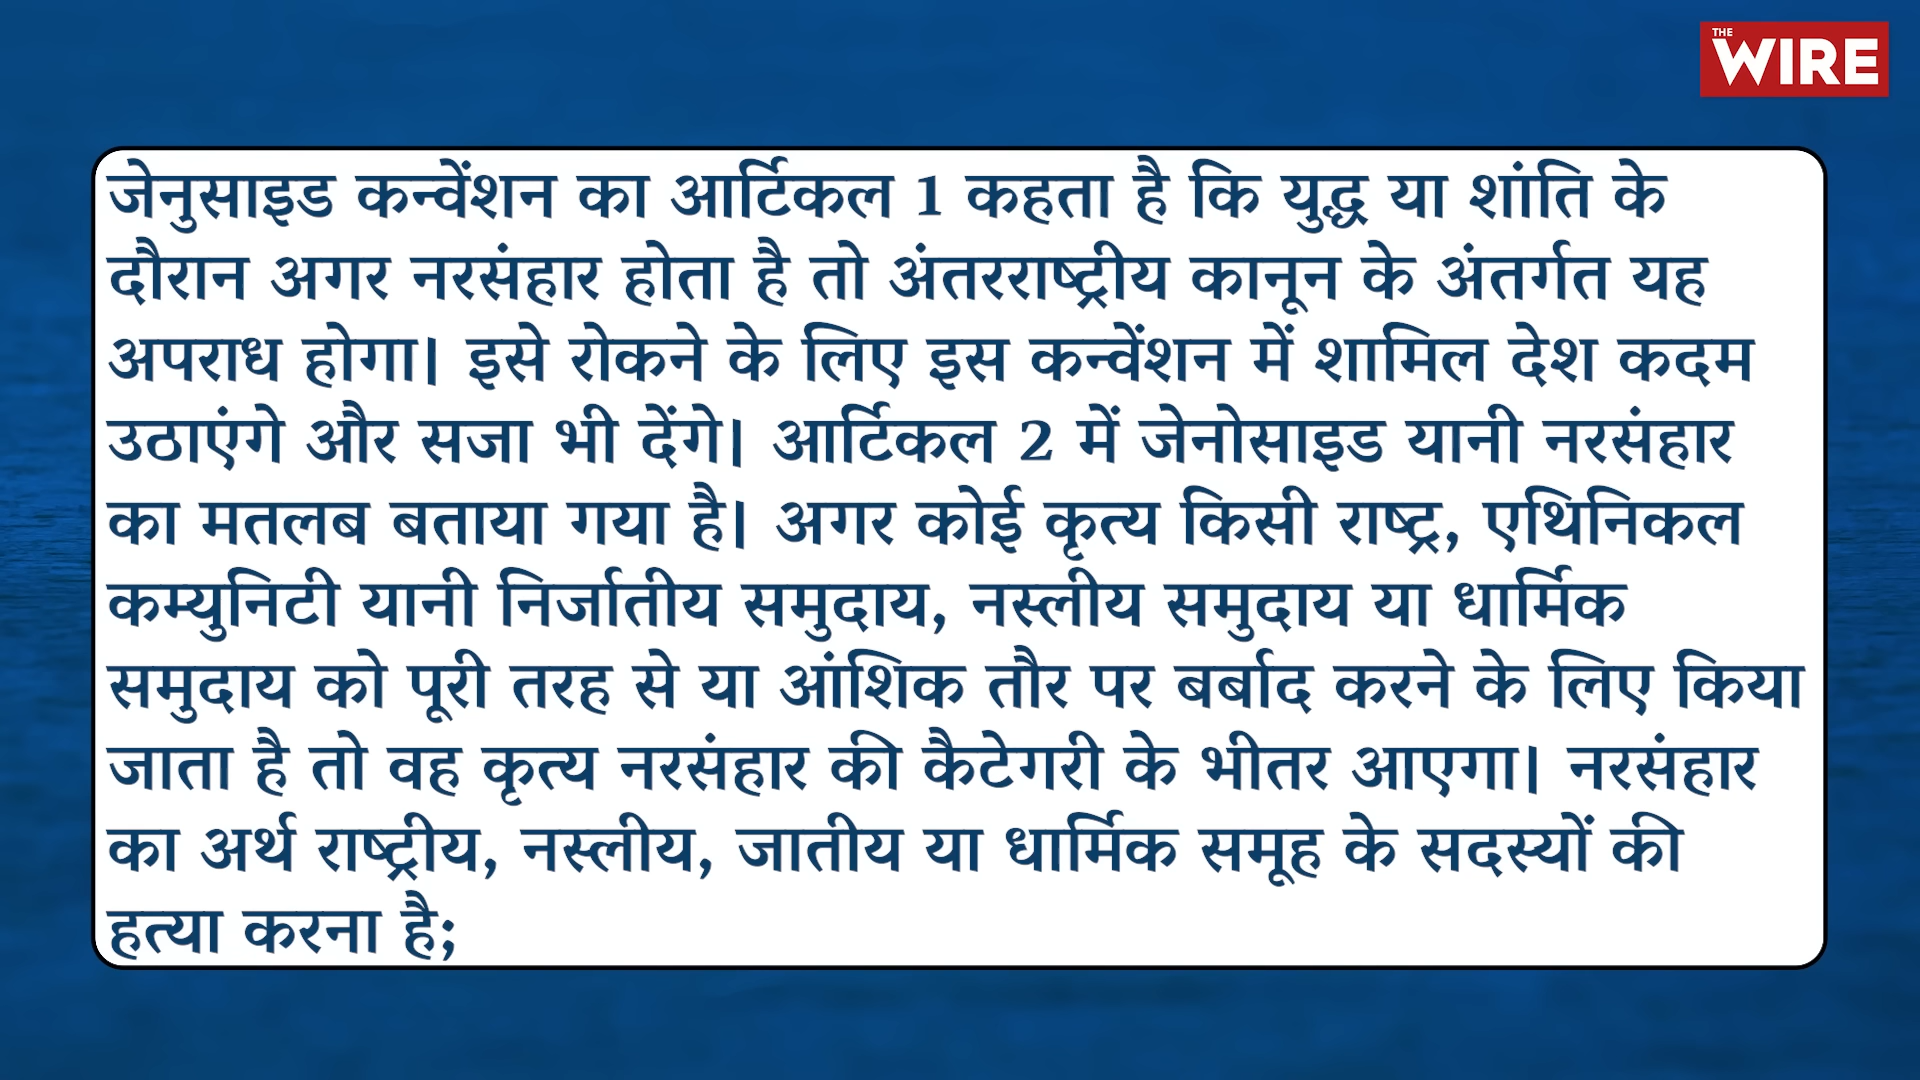 THE
WIRE
जेनुसाइड कन्वेंशन का आर्टिकल 1 कहता है कि युद्ध या शांति के
दौरान अगर नरसंहार होता है तो अंतरराष्ट्रीय कानून के अंतर्गत यह
अपराध होगा। इसे रोकने के लिए इस कन्वेंशन में शामिल देश कदम
उठाएंगे और सजा भी देंगे। आर्टिकल 2 में जेनोसाइड यानी नरसंहार
का मतलब बताया गया है। अगर कोई कृत्य किसी राष्ट्र, एथिनिकल
कम्युनिटी यानी निर्जातीय समुदाय, नस्लीय समुदाय या धार्मिक
समुदाय को पूरी तरह से या आंशिक तौर पर बर्बाद करने के लिए किया
जाता है तो वह कृत्य नरसंहार की कैटेगरी के भीतर आएगा। नरसंहार
का अर्थ राष्ट्रीय, नस्लीय, जातीय या धार्मिक समूह के सदस्यों की
हत्या करना है;